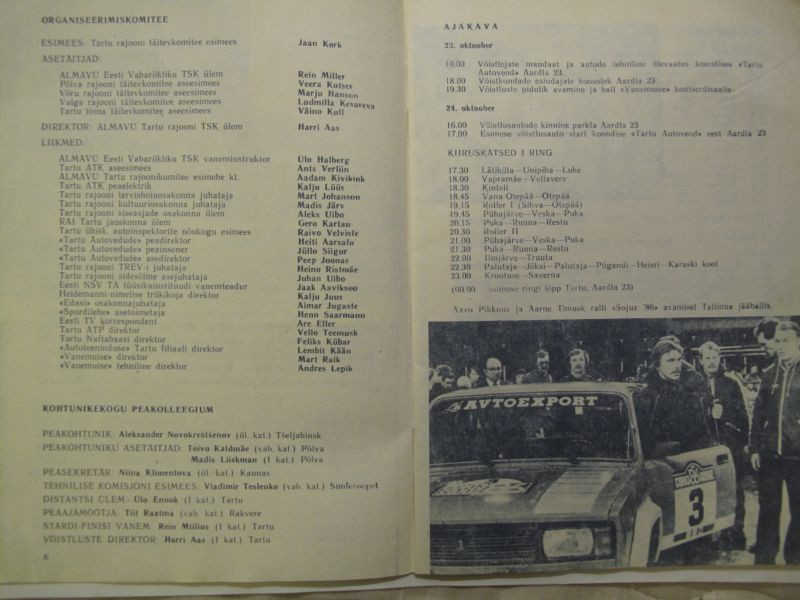 ORGANISEERIMISKOMITEE
ESIMEES: Tartu rajooni täitevkomitee esimees Jaan Kork
ASETÄITJAD:
ALMAVÜ Eesti Vabariikliku TSK ülem Rein Miller
Põlva rajooni täitevkomitee aseesimees Veera Kutser
Võru rajooni täitevkomitee aseesimees Marju Hanson
Valga rajooni täitevkomitee aseesimees Ludmilla Kesareva
Tartu linna täitevkomitee aseesimees Väino Kull
DIREKTOR: ALMAVÜ Tartu rajooni TSK ülem Harri Aas
LIIKMED:
ALMAVÜ Eesti Vabariikliku TSK vaneminstruktor Ülo Halberg
Tartu ATK aseesimees Ants Verliin
ALMAVÜ Tartu rajoonikomitee esimehe kt. Aadam Kivikink
Tartu ATK peaelektrik Kalju Lüüs
Tartu rajooni tervishoiuosakonna juhataja Mart Johanson
Tartu rajooni kultuuriosakonna juhataja Madis Järv
Tartu rajooni siseasjade osakonna ülem Aleks Uibo
RAI Tartu jaoskonna ülem Gero Kartau
Tartu ühisk. autoinspektorite nõukogu esimees Raivo Velviste
«Tartu Autovedude» peadirektor Heiti Aarsalu
«Tartu Autovedude» peainsener Jüllo Siigur
«Tartu Autovedude» asedirektor Peep Joonas
Tartu rajooni TREV-i juhataja Heino Ristmäe
Tartu rajooni sidesõlme asejuhataja Juhan Uibo
Eesti NSV TA füüsikainstituudi vanemteadur Jaak Aaviksoo
Heidemanni-nimelise trükikoja direktor Kalju Juus
«Edasi» osakonnajuhataja Aimar Jugaste
«Spordilehe» asetoimetaja Henn Saarmann
Eesti TV korrespondent Are Eller
Tartu ATP direktor Vello Teemusk
Tartu Naftabaasi direktor Feliks Kübar
«Autoteeninduse» Tartu filiaali direktor Lembit Kään
«Vanemuise» direktor Mart Raik
«Vanemuise» tehniline direktor Andres Lepik
KOHTUNIKEKOGU PEAKOLLEEGIUM
PEAKOHTUNIK: Aleksander Novokreštšenov (ül. kat.) Tšeljabinsk
PEAKOHTUNIKU ASETÄITJAD: Toivo Kaldmäe (vab. kat.) Põlva
Madis Liiskman (I kat.) Põlva
PEASEKRETÄR: Niina Klimentova (ül. kat.) Kaunas
TEHNILISE KOMISJONI ESIMEES: Vladimir Teslenko (vab. kat.) Simferoopol
DISTANTSI ÜLEM: Ülo Ennok (I kat.) Tartu
PEAAJAMÕÕTJA: Tiit Raatma (vab. kat.) Rakvere
STARDI-FINIŠI VANEM: Rein Miilius (I kat.) Tartu
VÕISTLUSTE DIREKTOR: Harri Aas (I kat.) Tartu
6
AJAKAVA
23. oktoober
10.00 Võistlejate mandaat ja autode tehniline ülevaatus koondises «Tartu
Autoveod» Aardla 23.
18.00 Võistkondade esindajate koosolek Aardla 23
19.30 Võistluste pidulik avamine ja ball «Vanemuise» kontserdisaalis
24. oktoober
16.00 Võistlusautode kinnine parkla Aardla 23
17.00 Esimese võistlusauto start koondise «Tartu Autoveod» eest Aardla 23
KIIRUSKATSED I RING
17.30 Lätiküla—Unipiha—Luke
18.00 Vapramäe—Vellavere
18.30 Kintsli
18.45 Vana-Otepää—Otepää
19.15 Roller I (Sihva—Otepää)
19.45 Pühajärve—Veska—Puka
20.15 Puka—Ruuna—Restu
20.30 Roller II
21.00 Pühajärve—Veska—Puka
21.30 Puka—Ruuna—Restu
22.00 Ilmjärve—Truuta
22.30 Palutaja—Jõksi—Palutaja—Pügandi—Heisri—Karaski kool
23.00 Krootuse—Saverna
(00.00 esimese ringi lõpp Tartu, Aardla 23)
Aavo Pikkuus ja Aarne Timusk ralli «Sojuz '86» avamisel Tallinna jäähallis.
AVTOEXPORT
3